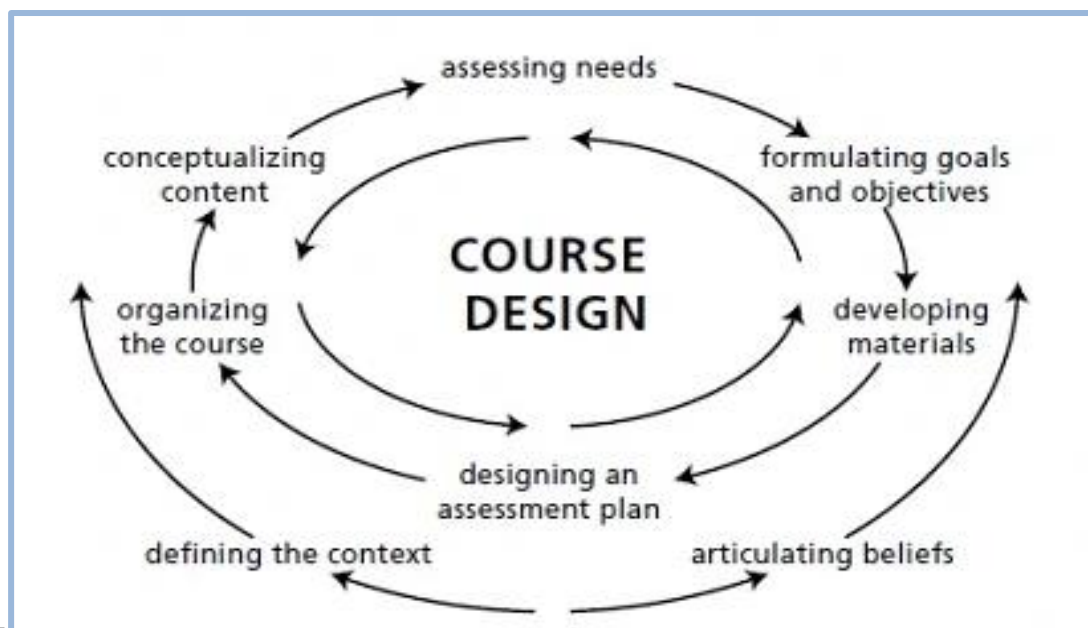 assessing needs
conceptualizing
content
formulating goals
and objectives
COURSE
DESIGN
organizing
the course
developing
materials
designing an
assessment plan
defining the context
articulating beliefs